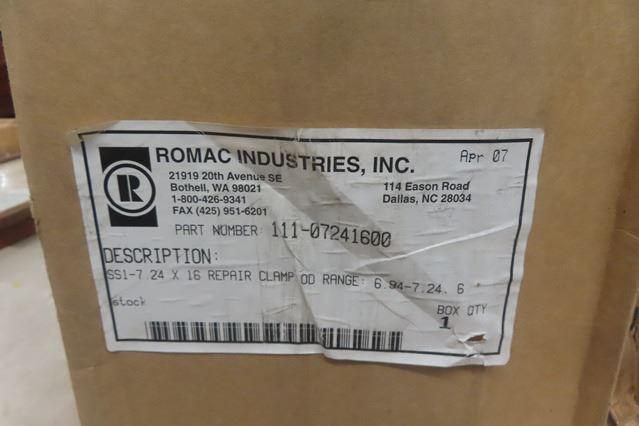 R
ROMAC INDUSTRIES, INC.
Apr 07
21919 20th Avenue SE
Bothell, WA 98021
1-800-426-9341
FAX (425) 951-6201
114 Eason Road
Dallas, NC 28034
PART NUMBER: 111-07241600
DESCRIPTION:
SS1-7.24 X 16 REPAIR CLAMP OD RANGE: 6.94-7.24. 6
stock
BOX QTY
1